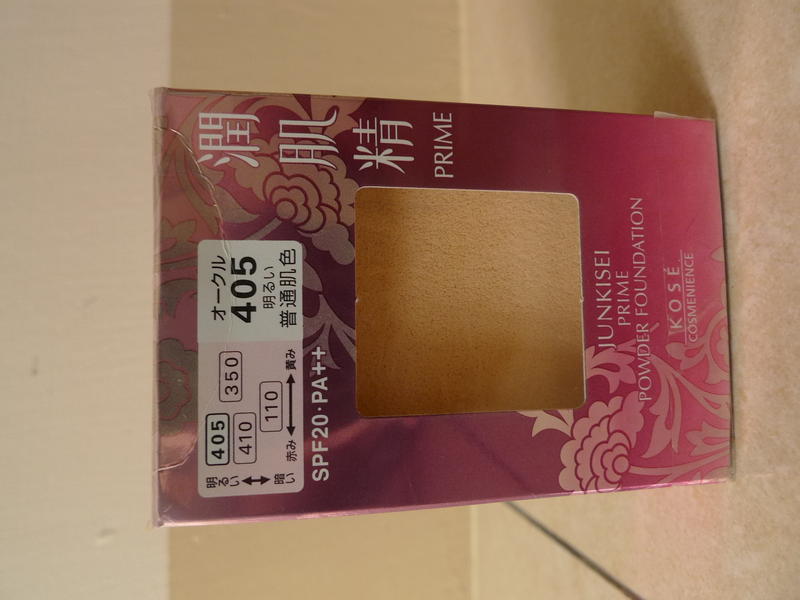 潤肌精
PRIME
オークル
405
明るい
普通肌色
明るい
405
350
410
110
暗い
赤み
黄み
SPF20・PA++
JUNKISEI
PRIME
POWDER FOUNDATION
KOSÉ
COSMENIENCE